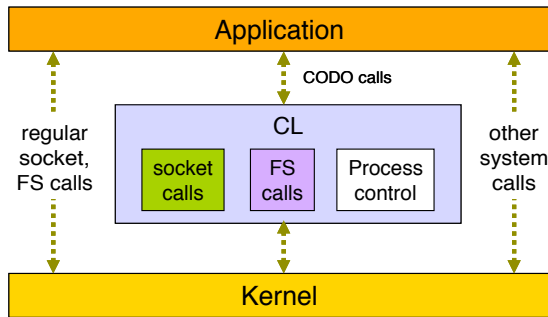 Application
CODO calls
regular
socket,
FS calls
CL
socket
calls
FS
calls
Process
control
other
system
calls
Kernel